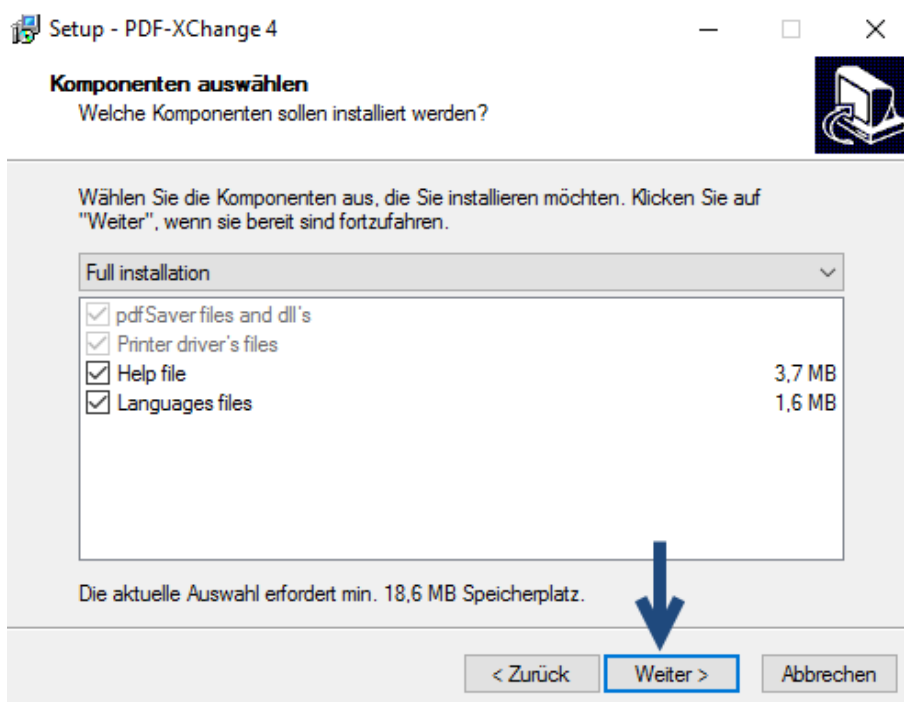 Setup - PDF-XChange 4
Komponenten auswählen
Welche Komponenten sollen installiert werden?
Wählen Sie die Komponenten aus, die Sie installieren möchten. Klicken Sie auf
"Weiter", wenn sie bereit sind fortzufahren.
Full installation
pdfSaver files and dll's
Printer driver's files
Help file 3,7 MB
Languages files 1,6 MB
Die aktuelle Auswahl erfordert min. 18,6 MB Speicherplatz.
< Zurück Weiter > Abbrechen